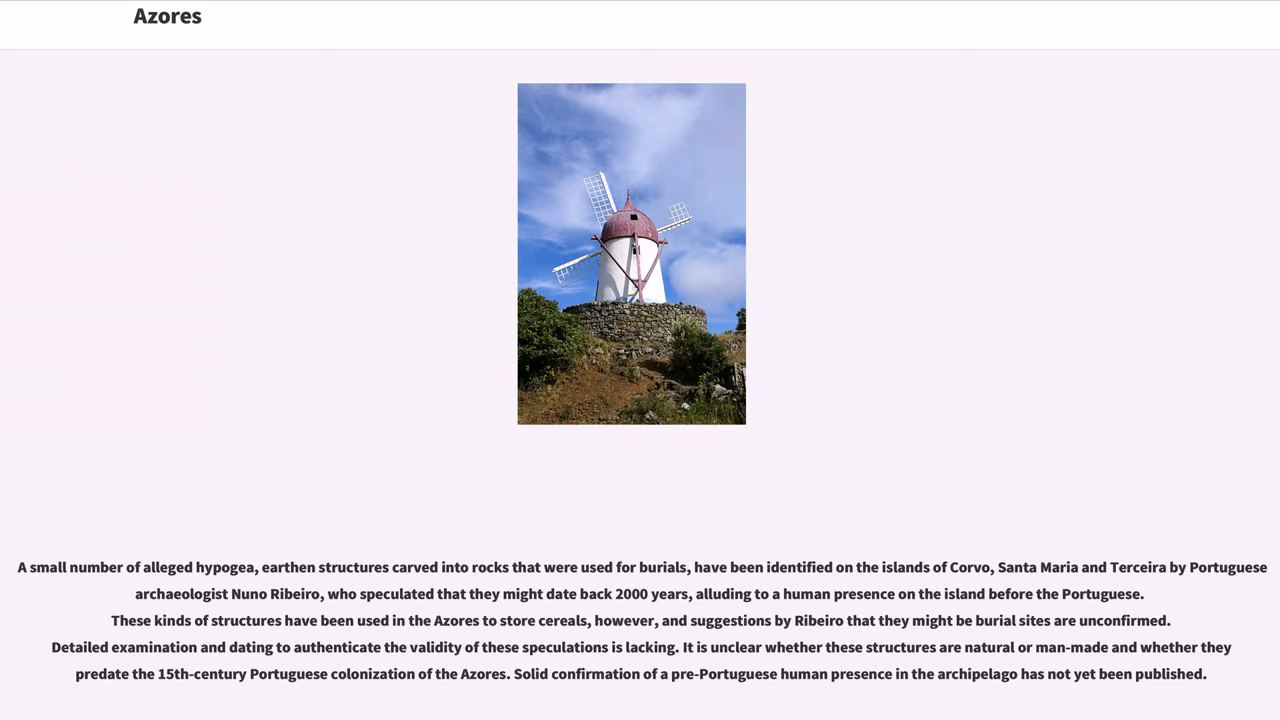 Azores
A small number of alleged hypogea, earthen structures carved into rocks that were used for burials, have been identified on the islands of Corvo, Santa Maria and Terceira by Portuguese
archaeologist Nuno Ribeiro, who speculated that they might date back 2000 years, alluding to a human presence on the island before the Portuguese.
These kinds of structures have been used in the Azores to store cereals, however, and suggestions by Ribeiro that they might be burial sites are unconfirmed.
Detailed examination and dating to authenticate the validity of these speculations is lacking. It is unclear whether these structures are natural or man-made and whether they
predate the 15th-century Portuguese colonization of the Azores. Solid confirmation of a pre-Portuguese human presence in the archipelago has not yet been published.